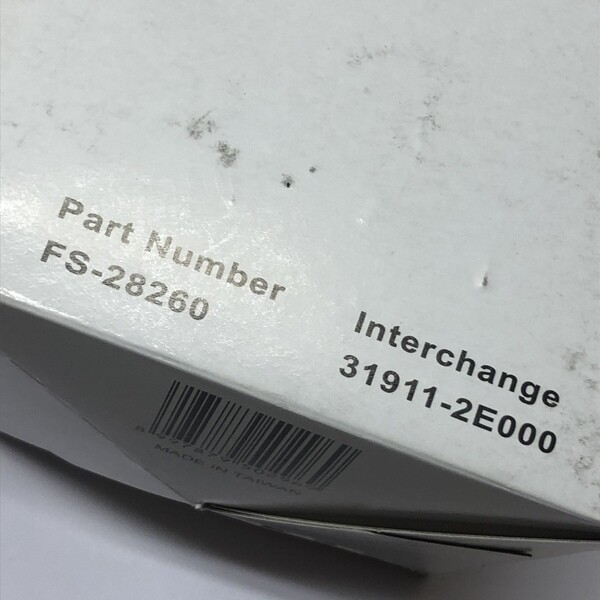 Part Number
FS-28260
Interchange
31911-2E000
MADE IN TAIWAN